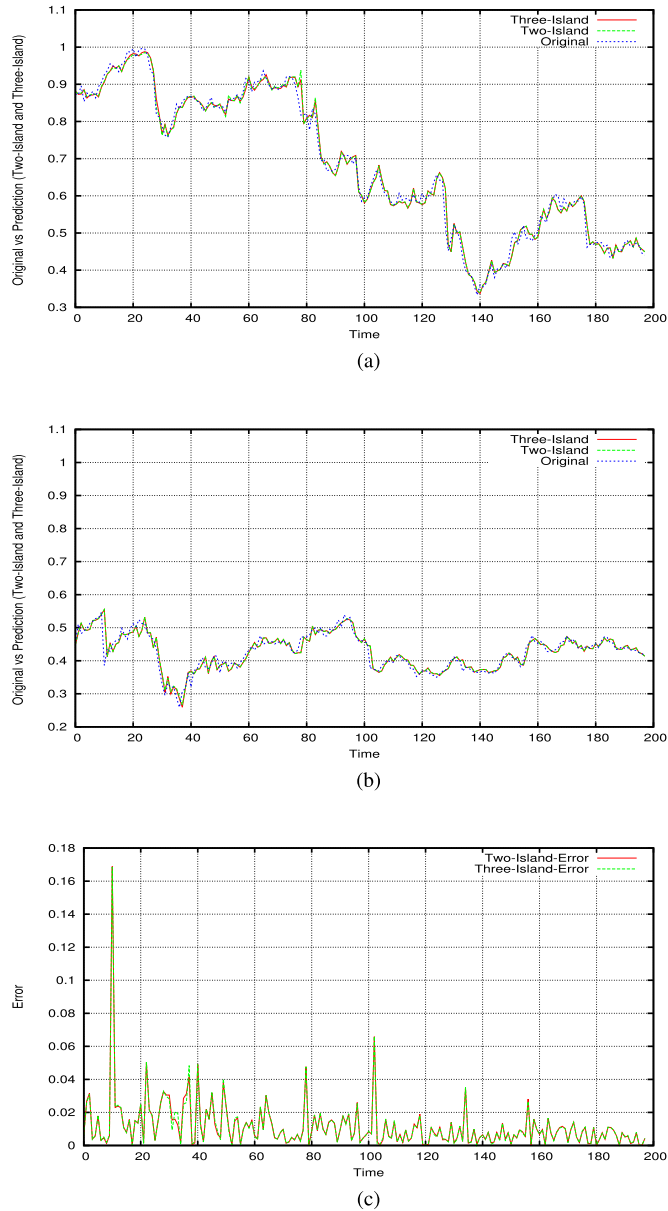 1.1
1
0.9
0.8
0.7
0.6
0.5
0.4
0.3
0 20 40 60 80 100 120 140 160 180 200
Original vs Prediction (Two-Island and Three-Island)
Time
Three-Island
Two-Island
Original
(a)
1.1
1
0.9
0.8
0.7
0.6
0.5
0.4
0.3
0.2
0 20 40 60 80 100 120 140 160 180 200
Original vs Prediction (Two-Island and Three-Island)
Time
Three-Island
Two-Island
Original
(b)
0.18
0.16
0.14
0.12
0.1
0.08
0.06
0.04
0.02
0
0 20 40 60 80 100 120 140 160 180 200
Error
Time
Two-Island-Error
Three-Island-Error
(c)